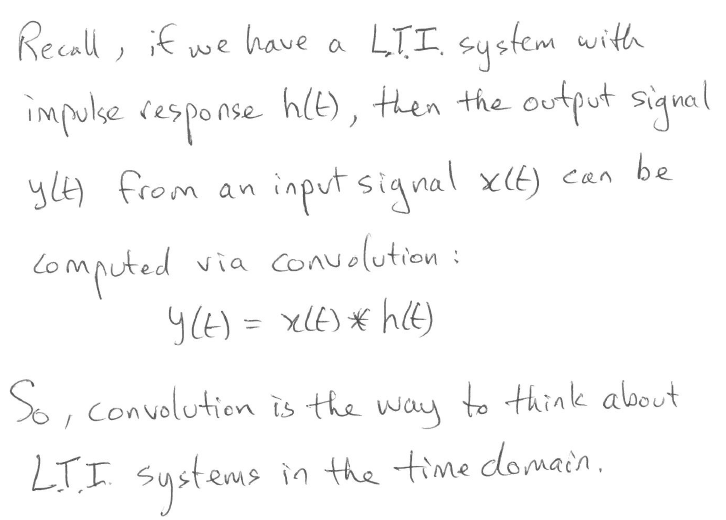 Recall, if we have a L.T.I. system with
impulse response h(t), then the output signal
y(t) from an input signal x(t) can be
computed via convolution:
y(t) = x(t) * h(t)
So, convolution is the way to think about
L.T.I. systems in the time domain.